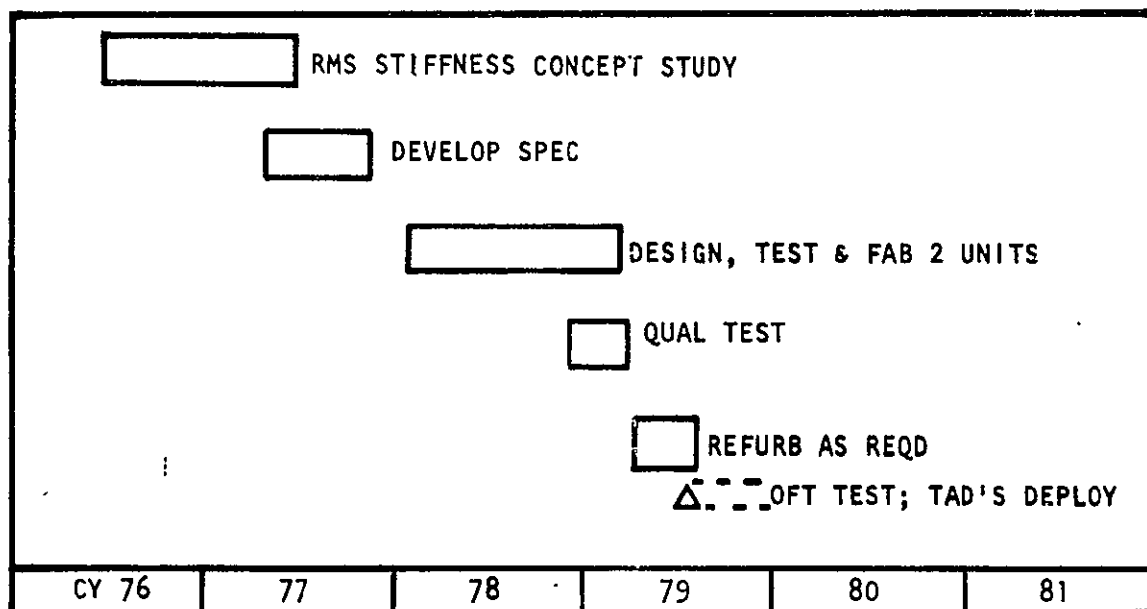 RMS STIFFNESS CONCEPT STUDY
DEVELOP SPEC
DESIGN, TEST & FAB 2 UNITS
QUAL TEST
REFURB AS REQD
OFT TEST; TAD'S DEPLOY
CY 76 77 78 79 80 81